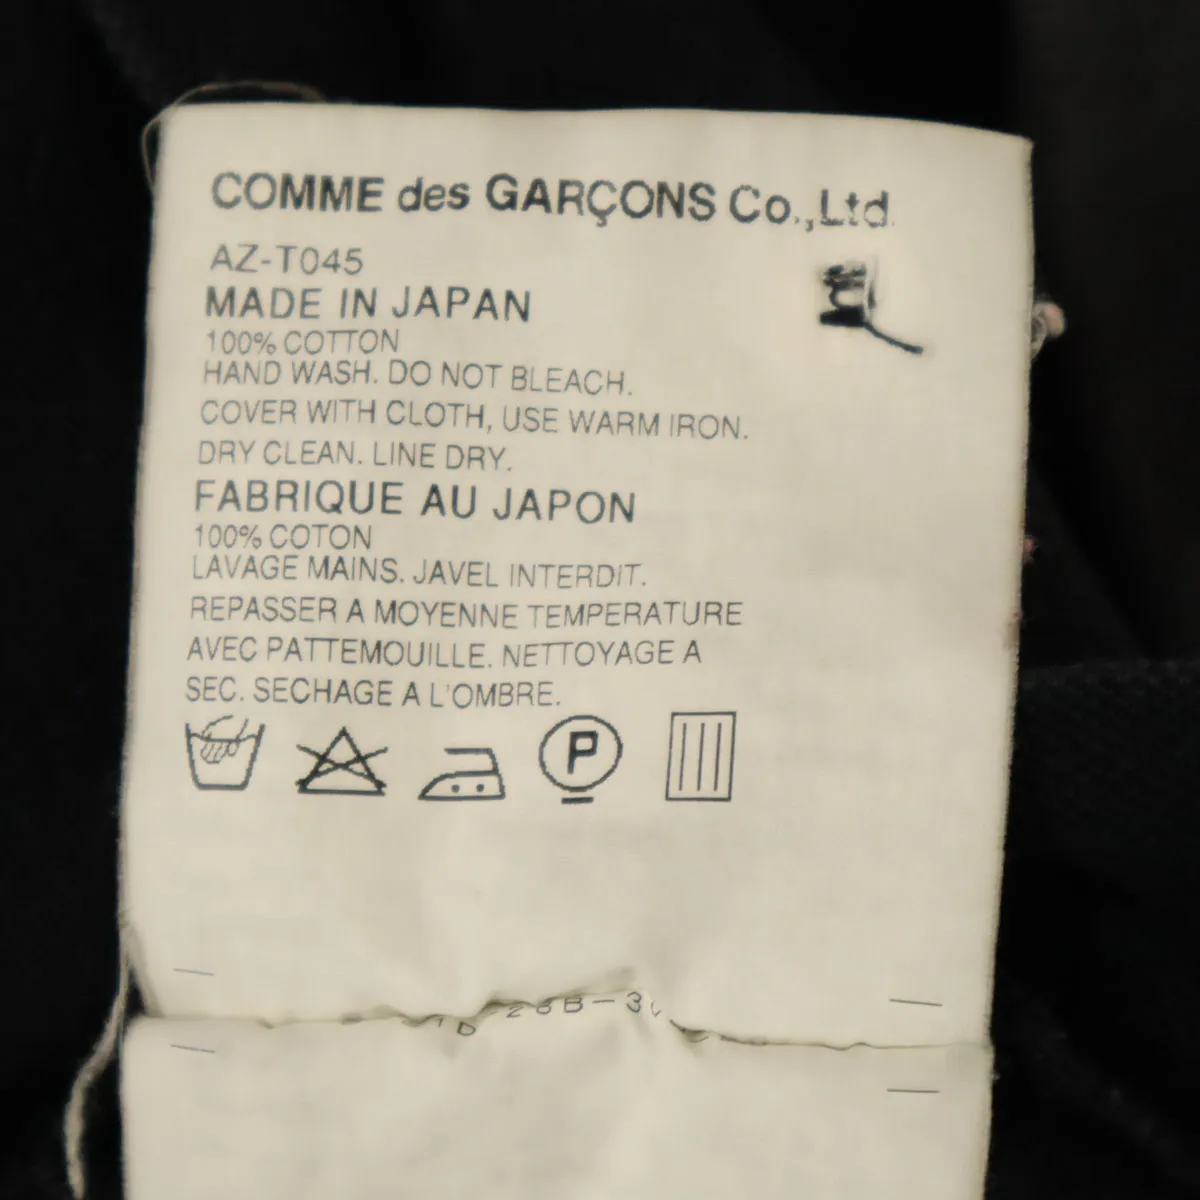 COMME des GARÇONS Co.,Ltd.
AZ-T045
MADE IN JAPAN
100% COTTON
HAND WASH. DO NOT BLEACH.
COVER WITH CLOTH, USE WARM IRON.
DRY CLEAN. LINE DRY.
FABRIQUE AU JAPON
100% COTON
LAVAGE MAINS. JAVEL INTERDIT.
REPASSER A MOYENNE TEMPERATURE
AVEC PATTEMOUILLE. NETTOYAGE A
SEC. SECHAGE A L'OMBRE.
P